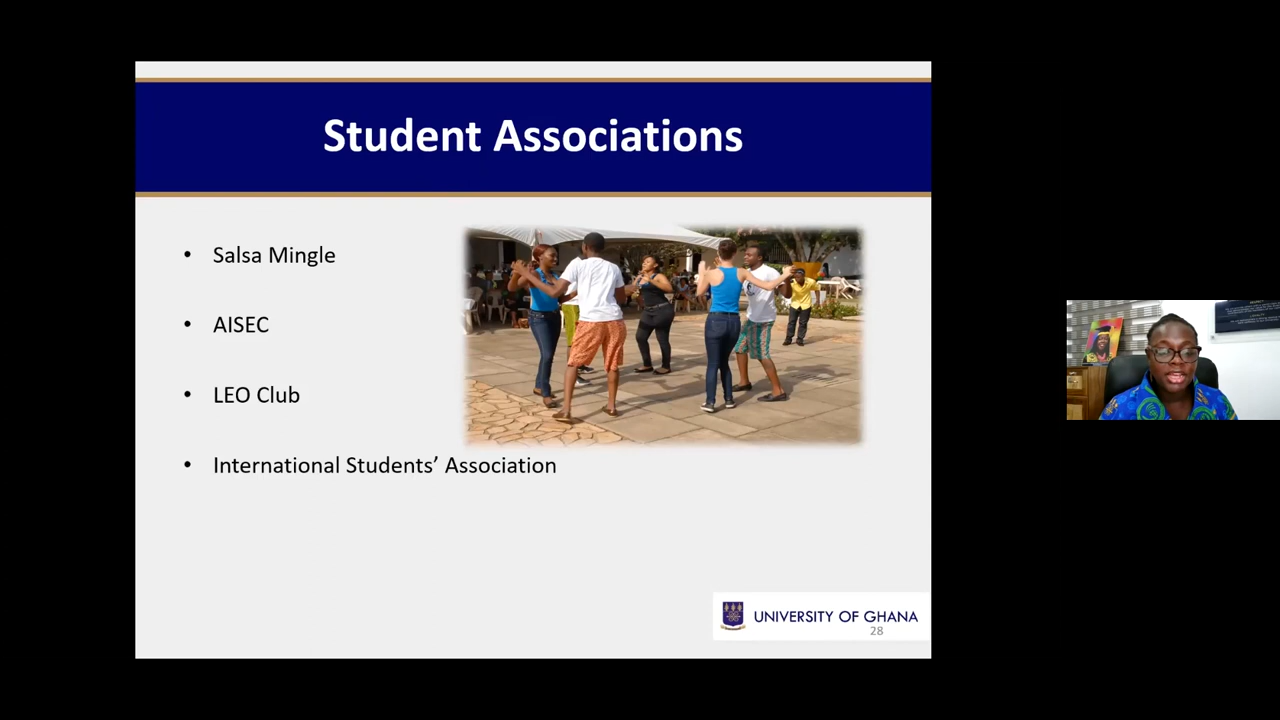 Student Associations
• Salsa Mingle
• AISEC
• LEO Club
• International Students’ Association
UNIVERSITY OF GHANA
28